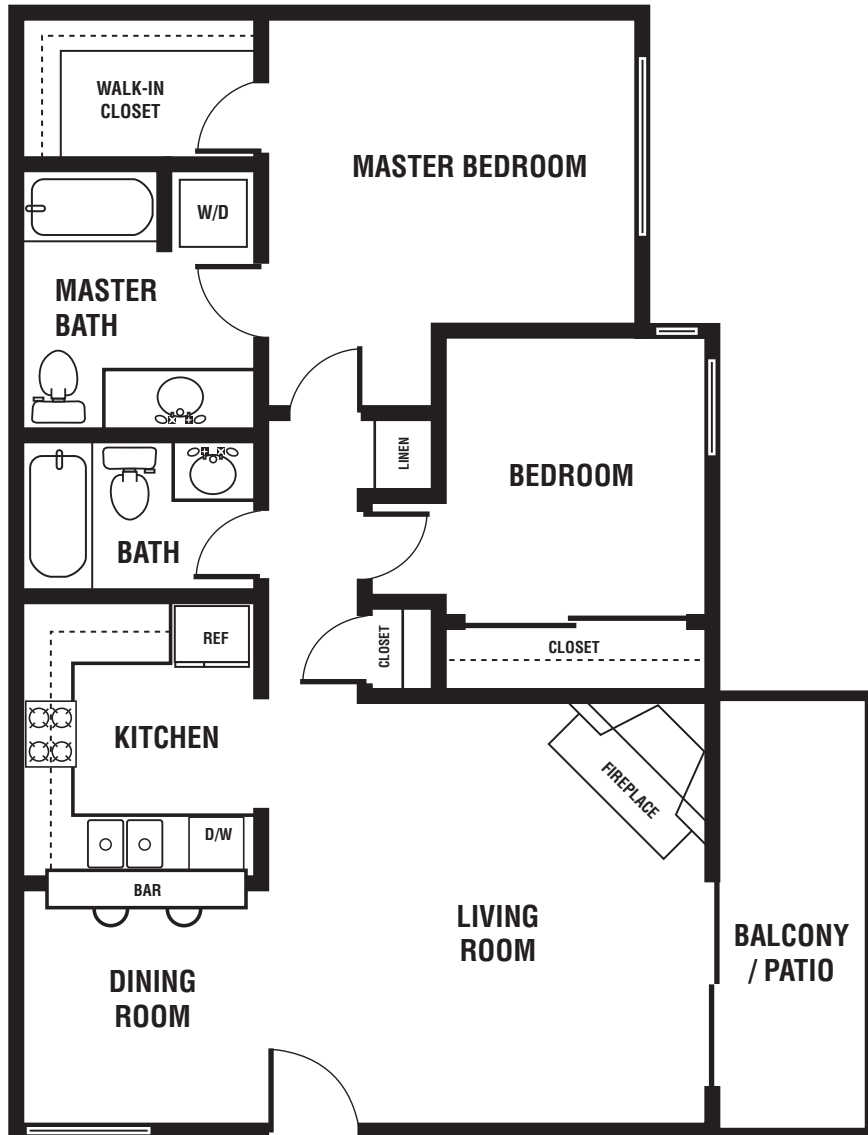 WALK-IN
CLOSET
MASTER BEDROOM
W/D
MASTER
BATH
LINEN
BEDROOM
BATH
REF
CLOSET
CLOSET
KITCHEN
FIREPLACE
D/W
BAR
LIVING
ROOM
BALCONY
/ PATIO
DINING
ROOM